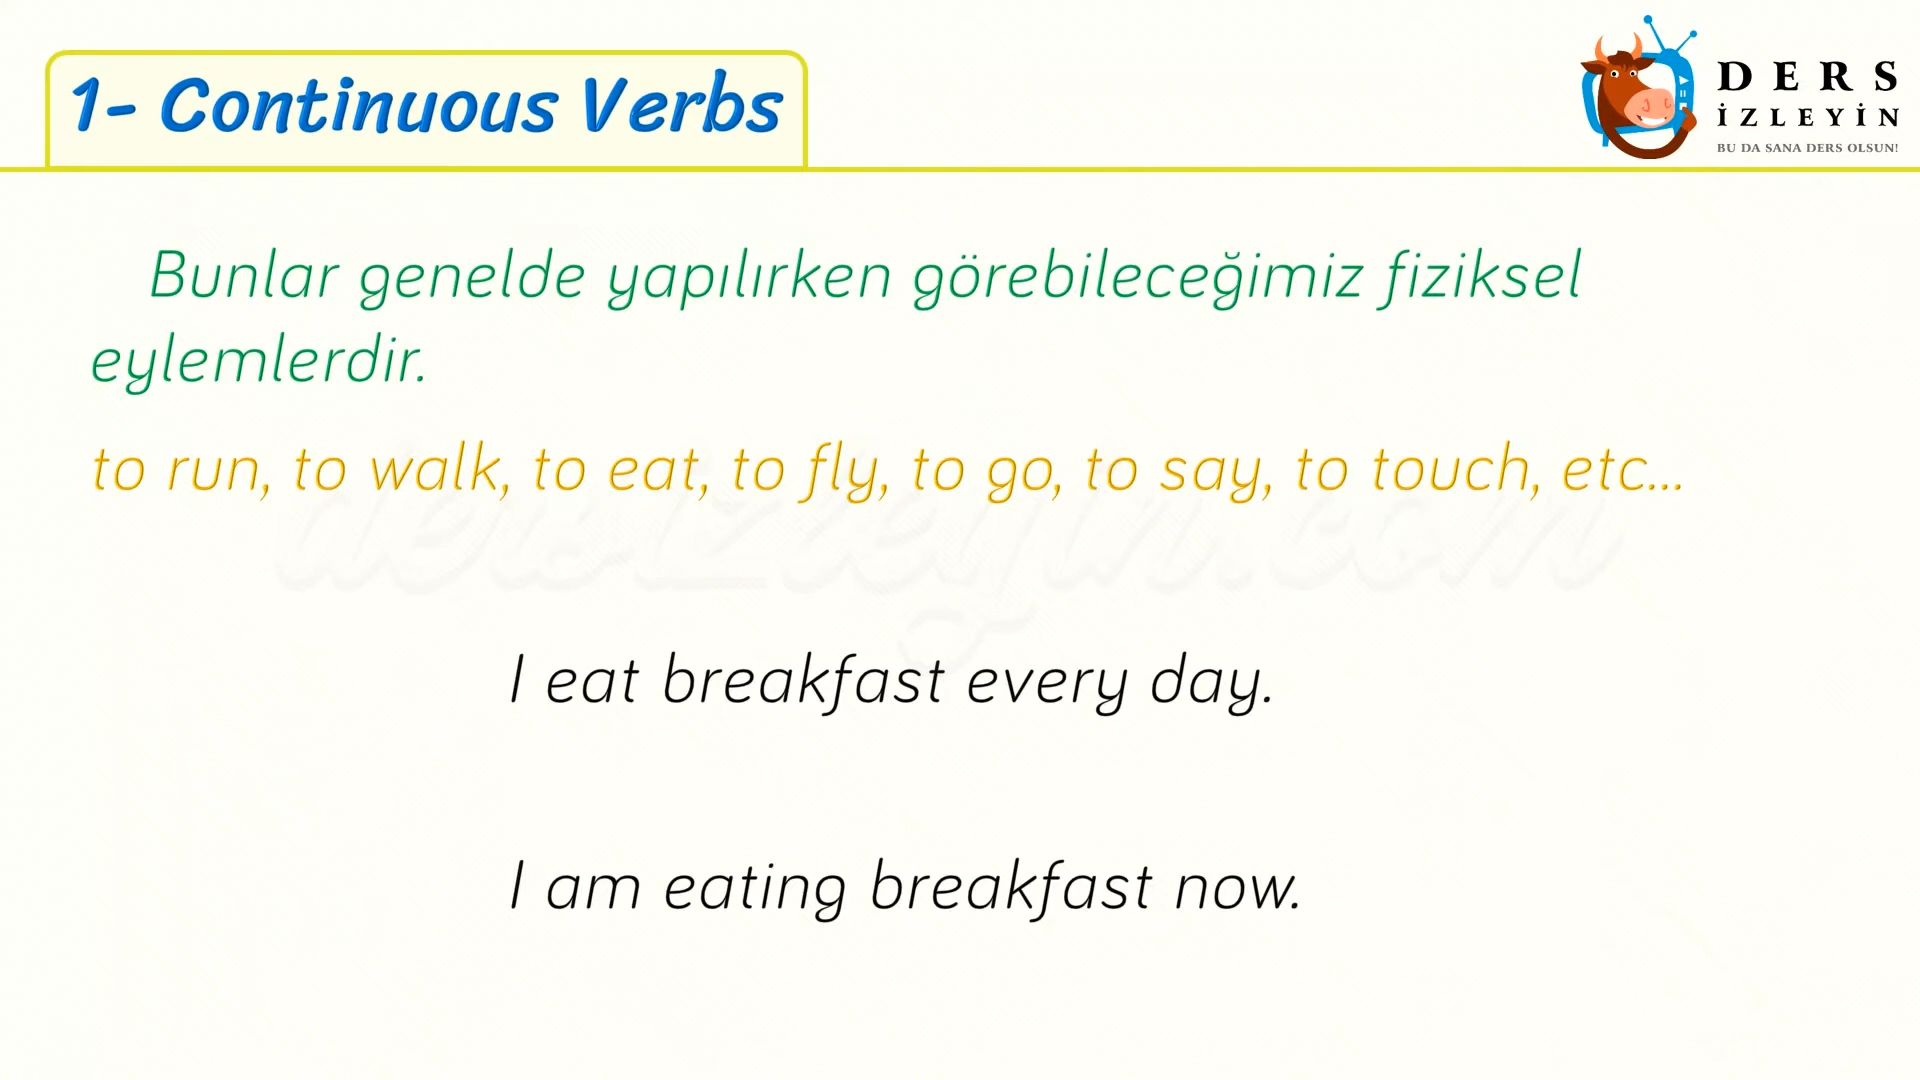 1- Continuous Verbs
DERS
İZLEYİN
BU DA SANA DERS OLSUN!
Bunlar genelde yapılırken görebileceğimiz fiziksel
eylemlerdir.
to run, to walk, to eat, to fly, to go, to say, to touch, etc...
dersizleyin.com
I eat breakfast every day.
I am eating breakfast now.